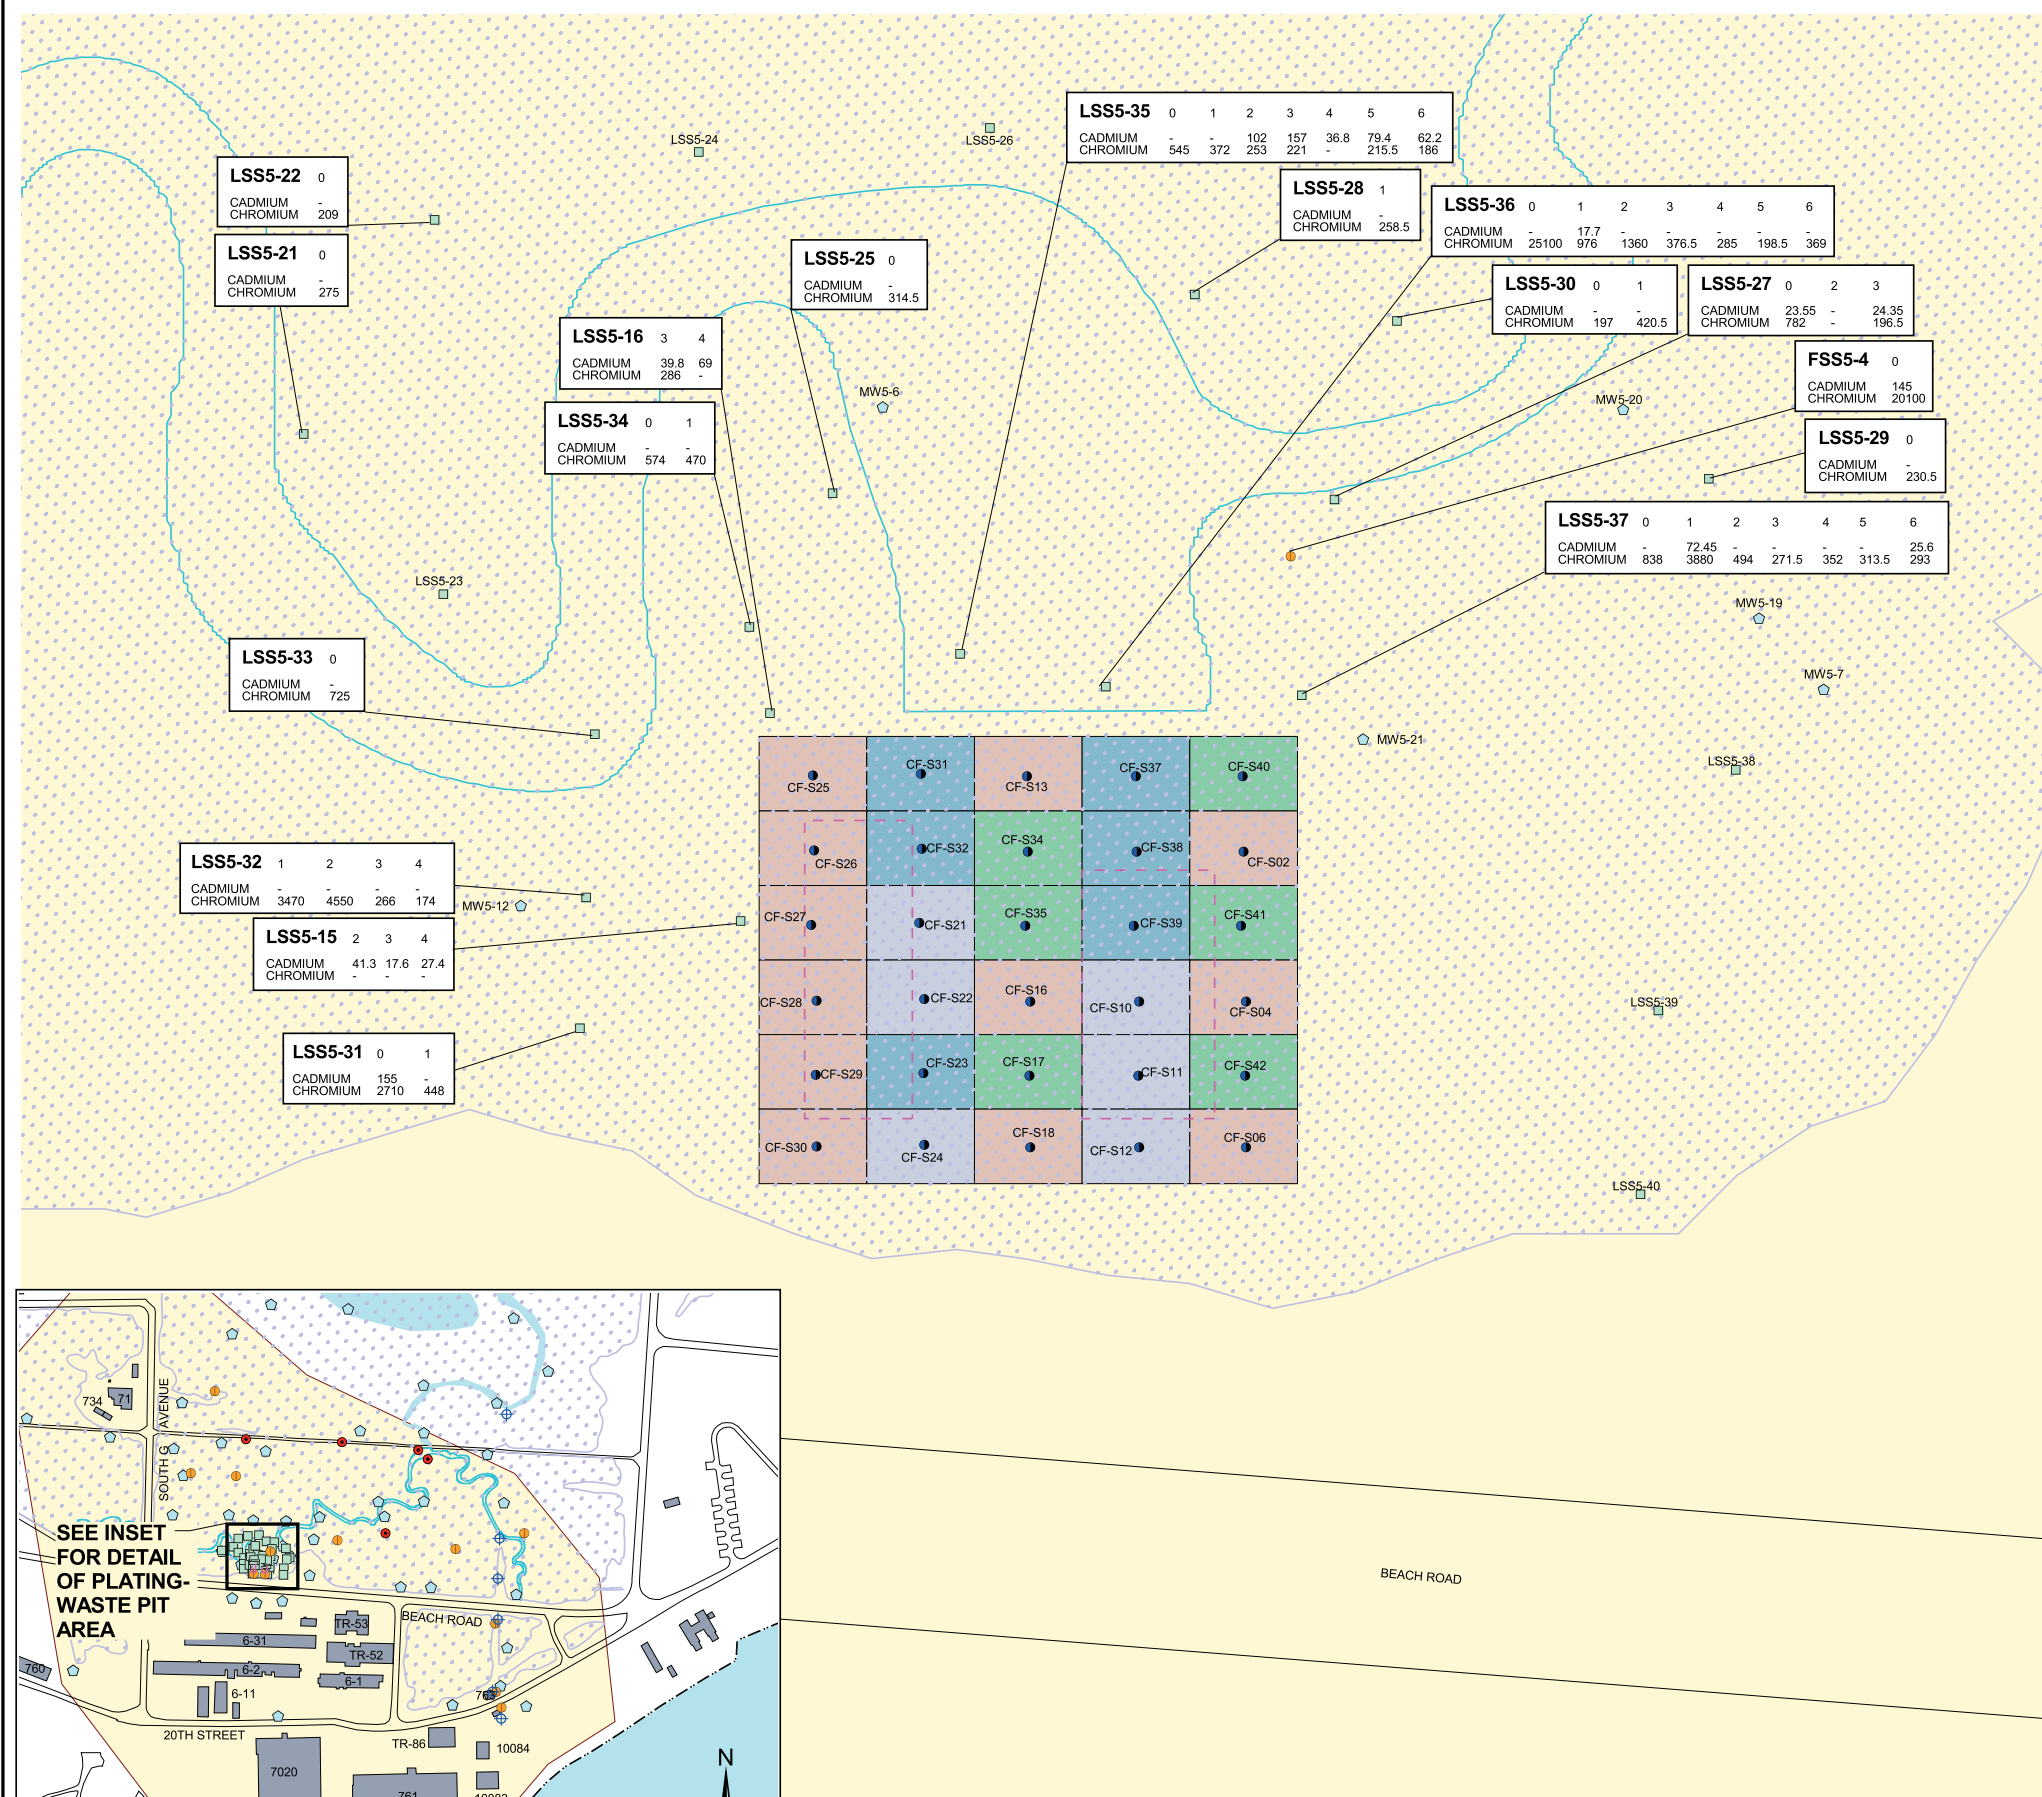 LSS5-24
LSS5-26
LSS5-35 0 1 2 3 4 5 6
CADMIUM - - 102 157 36.8 79.4 62.2
CHROMIUM 545 372 253 221 - 215.5 186
LSS5-22 0
CADMIUM -
CHROMIUM 209
LSS5-28 1
CADMIUM -
CHROMIUM 258.5
LSS5-36 0 1 2 3 4 5 6
CADMIUM - 17.7 - - - - -
CHROMIUM 25100 976 1360 376.5 285 198.5 369
LSS5-21 0
CADMIUM -
CHROMIUM 275
LSS5-25 0
CADMIUM -
CHROMIUM 314.5
LSS5-30 0 1
CADMIUM - -
CHROMIUM 197 420.5
LSS5-27 0 2 3
CADMIUM 23.55 - 24.35
CHROMIUM 782 - 196.5
LSS5-16 3 4
CADMIUM 39.8 69
CHROMIUM 286 -
FSS5-4 0
CADMIUM 145
CHROMIUM 20100
MW5-6
MW5-20
LSS5-34 0 1
CADMIUM - -
CHROMIUM 574 470
LSS5-29 0
CADMIUM -
CHROMIUM 230.5
LSS5-37 0 1 2 3 4 5 6
CADMIUM - 72.45 - - - - 25.6
CHROMIUM 838 3880 494 271.5 352 313.5 293
LSS5-23
MW5-19
LSS5-33 0
CADMIUM -
CHROMIUM 725
MW5-7
MW5-21
LSS5-38
CF-S25
CF-S31
CF-S13
CF-S37
CF-S40
CF-S26
CF-S32
CF-S34
CF-S38
CF-S02
LSS5-32 1 2 3 4
CADMIUM - - - -
CHROMIUM 3470 4550 266 174
MW5-12
CF-S27
CF-S21
CF-S35
CF-S39
CF-S41
LSS5-15 2 3 4
CADMIUM 41.3 17.6 27.4
CHROMIUM - - -
CF-S28
CF-S22
CF-S16
CF-S10
CF-S04
LSS5-39
LSS5-31 0 1
CADMIUM 155 -
CHROMIUM 2710 448
CF-S29
CF-S23
CF-S17
CF-S11
CF-S42
CF-S30
CF-S24
CF-S18
CF-S12
CF-S06
LSS5-40
734
71
SOUTH G AVENUE
SEE INSET
FOR DETAIL
OF PLATING-
WASTE PIT
AREA
BEACH ROAD
BEACH ROAD
TR-53
6-31
TR-52
760
6-2
6-1
6-11
763
20TH STREET
TR-86
10084
N
7020
761